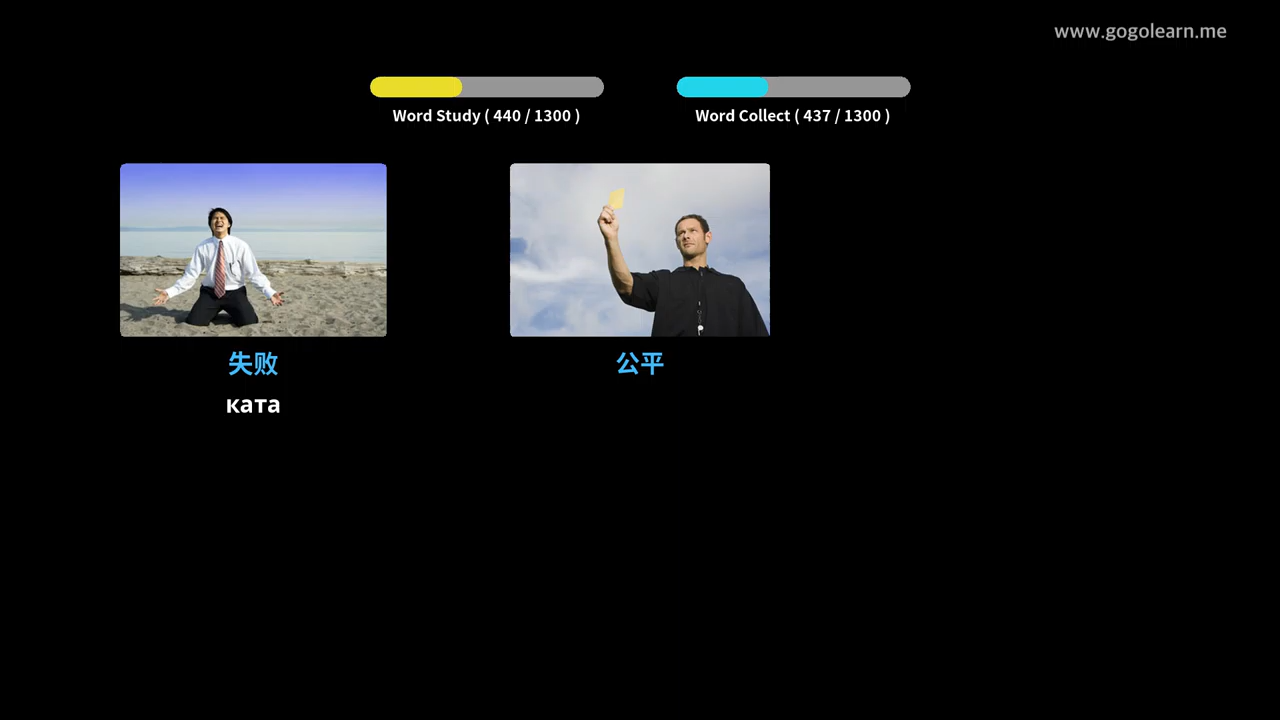 www.gogolearn.me
Word Study ( 440 / 1300 )
Word Collect ( 437 / 1300 )
失败
公平
ката